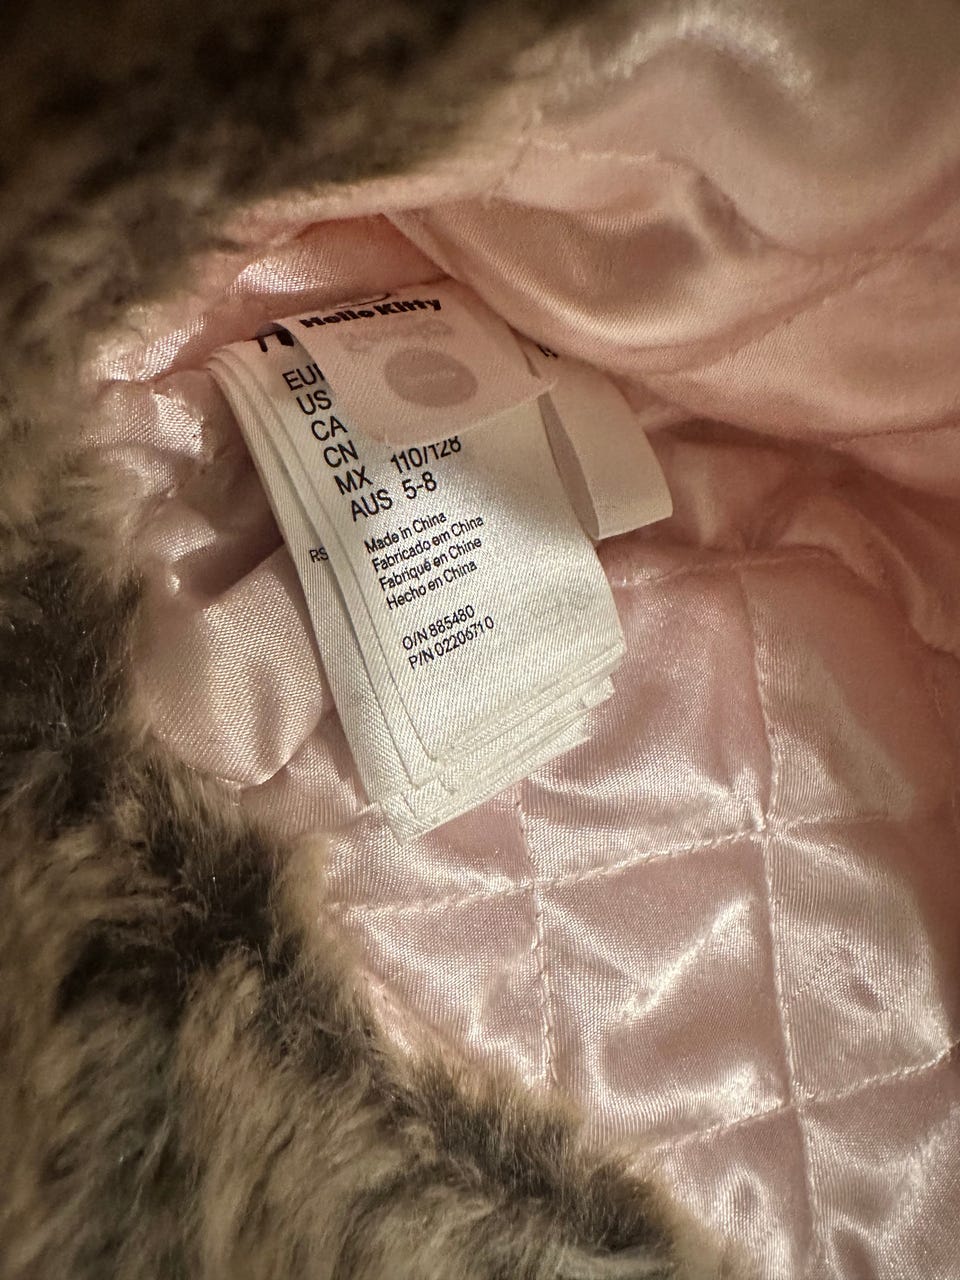 Hello Kitty
EU
US
CA
CN
MX 110/128
AUS 5-8
RS
Made in China
Fabricado em China
Fabriqué en Chine
Hecho en China
O/N 885480
P/N 02206710